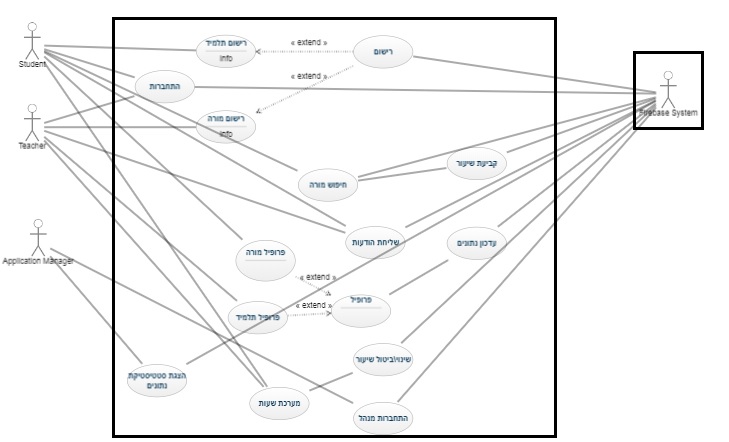 רישום תלמיד
info
« extend »
רישום
Student
« extend »
התחברות
Firebase System
רישום מורה
info
Teacher
קביעת שיעור
חיפוש מורה
שליחת הודעות
עדכון נתונים
פרופיל מורה
Application Manager
« extend »
פרופיל
« extend »
פרופיל תלמיד
שינוי\ביטול שיעור
הצגת סטטיסטיקת
נתונים
מערכת שעות
התחברות מנהל